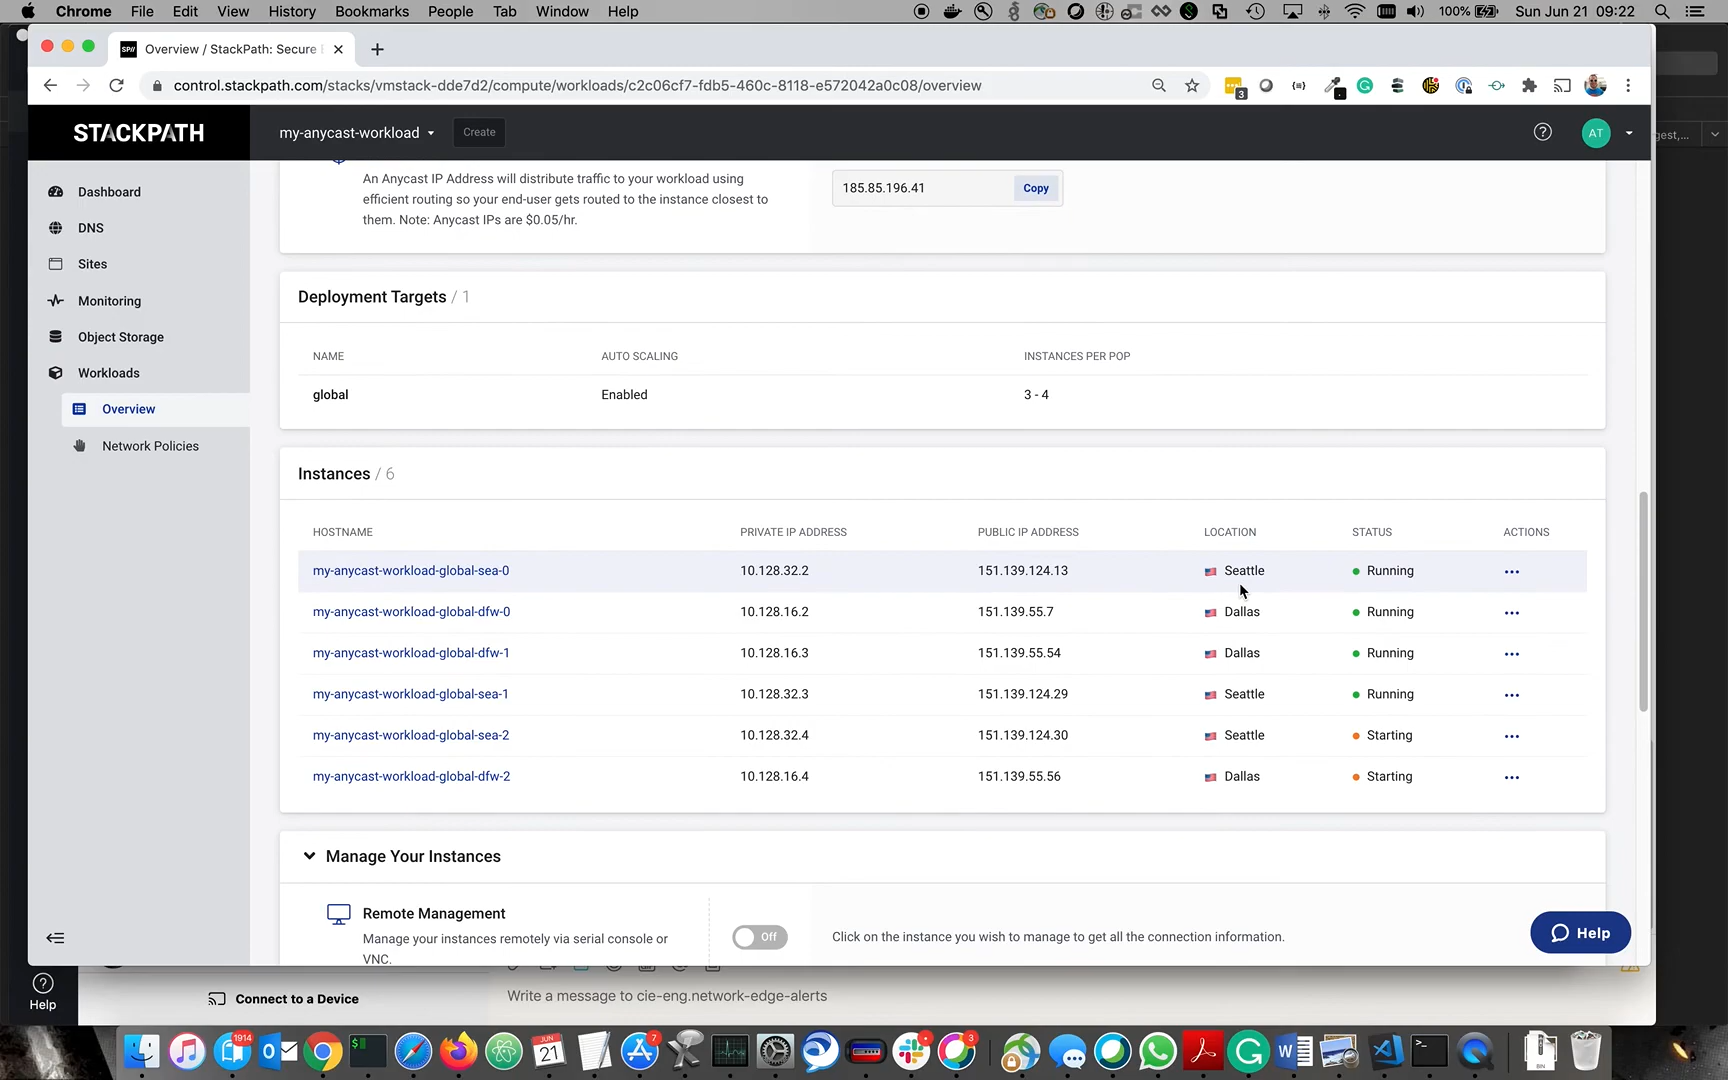 Chrome File Edit View History Bookmarks People Tab Window Help 100% Sun Jun 21 09:22
SP// Overview / StackPath: Secure
control.stackpath.com/stacks/vmstack-dde7d2/compute/workloads/c2c06cf7-fdb5-460c-8118-e572042a0c08/overview
3
STACKPATH
my-anycast-workload
Create
AT
gest,...
Dashboard
DNS
Sites
Monitoring
Object Storage
Workloads
Overview
Network Policies
An Anycast IP Address will distribute traffic to your workload using
efficient routing so your end-user gets routed to the instance closest to
them. Note: Anycast IPs are $0.05/hr.
185.85.196.41 Copy
Deployment Targets / 1
NAME AUTO SCALING INSTANCES PER POP
global Enabled 3 - 4
Instances / 6
HOSTNAME PRIVATE IP ADDRESS PUBLIC IP ADDRESS LOCATION STATUS ACTIONS
my-anycast-workload-global-sea-0 10.128.32.2 151.139.124.13 Seattle Running
my-anycast-workload-global-dfw-0 10.128.16.2 151.139.55.7 Dallas Running
my-anycast-workload-global-dfw-1 10.128.16.3 151.139.55.54 Dallas Running
my-anycast-workload-global-sea-1 10.128.32.3 151.139.124.29 Seattle Running
my-anycast-workload-global-sea-2 10.128.32.4 151.139.124.30 Seattle Starting
my-anycast-workload-global-dfw-2 10.128.16.4 151.139.55.56 Dallas Starting
Manage Your Instances
Remote Management
Manage your instances remotely via serial console or
VNC.
Off
Click on the instance you wish to manage to get all the connection information.
Help
Help
Connect to a Device
Write a message to cie-eng.network-edge-alerts
1914
JUN
21
7
3